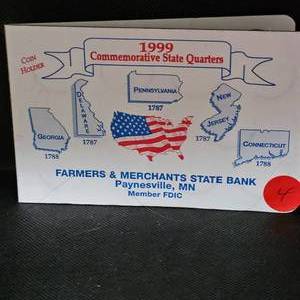 1999
Commemorative State Quarters
COIN
HOLDER
PENNSYLVANIA
1787
DELAWARE
1787
NEW
JERSEY
1787
GEORGIA
1788
CONNECTICUT
1788
FARMERS & MERCHANTS STATE BANK
Paynesville, MN
Member FDIC
4